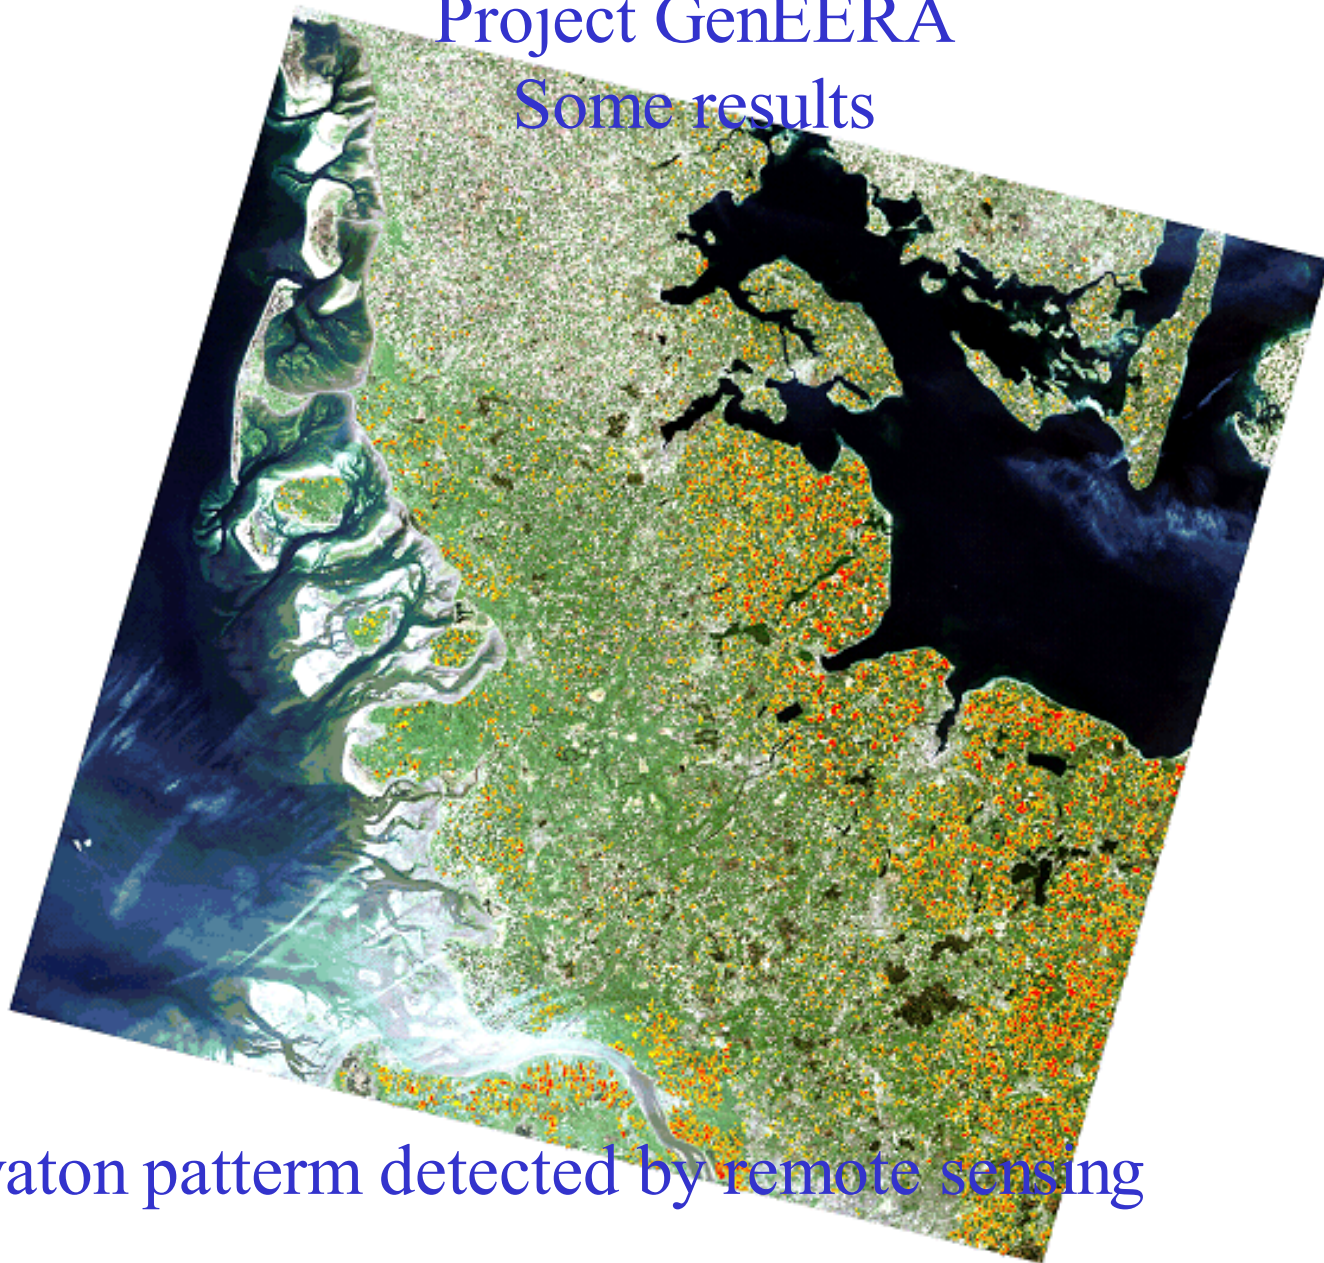 Project GenEERA
Some results
vaton patterm detected by remote sensing